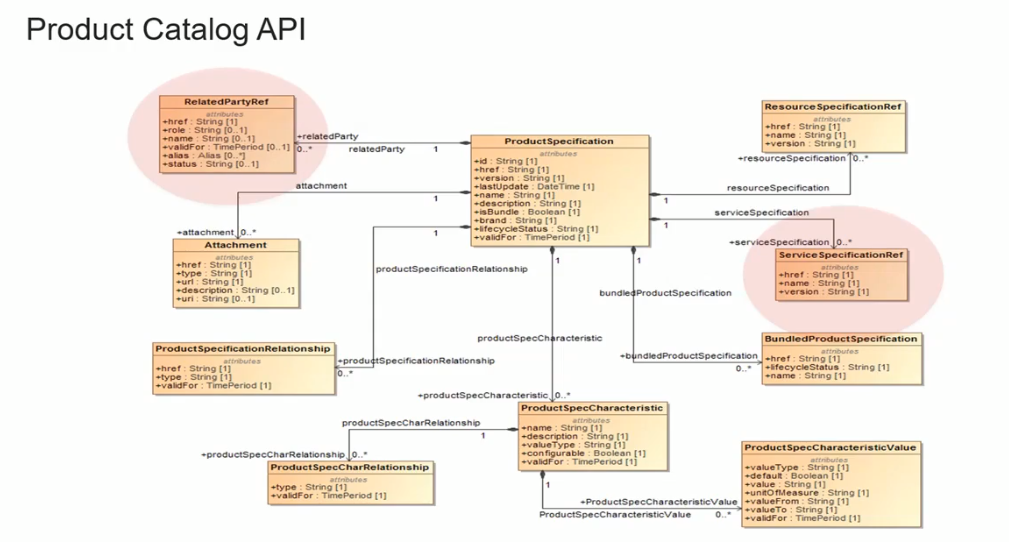 Product Catalog API
RelatedPartyRef
attributes
+href : String [1]
+role : String [0..1]
+name : String [0..1]
+validFor : TimePeriod [0..1]
+alias : Alias [0..*]
+status : String [0..1]
+relatedParty
0..*
relatedParty
1
ProductSpecification
attributes
+id : String [1]
+href : String [1]
+version : String [1]
+lastUpdate : DateTime [1]
+name : String [1]
+description : String [1]
+isBundle : Boolean [1]
+brand : String [1]
+lifecycleStatus : String [1]
+validFor : TimePeriod [1]
ResourceSpecificationRef
attributes
+href : String [1]
+name : String [1]
+version : String [1]
+resourceSpecification 0..*
resourceSpecification
1
attachment
1
+attachment 0..*
Attachment
attributes
+href : String [1]
+type : String [1]
+url : String [1]
+description : String [0..1]
+uri : String [0..1]
serviceSpecification
1
+serviceSpecification 0..*
ServiceSpecificationRef
attributes
+href : String [1]
+name : String [1]
+version : String [1]
1
productSpecificationRelationship
+productSpecificationRelationship
0..*
ProductSpecificationRelationship
attributes
+href : String [1]
+type : String [1]
+validFor : TimePeriod [1]
1
bundledProductSpecification
+bundledProductSpecification
0..*
BundledProductSpecification
attributes
+href : String [1]
+lifecycleStatus : String [1]
+name : String [1]
1
productSpecCharacteristic
+productSpecCharacteristic 0..*
ProductSpecCharacteristic
attributes
+name : String [1]
+description : String [1]
+valueType : String [1]
+configurable : Boolean [1]
+validFor : TimePeriod [1]
productSpecCharRelationship
1
+productSpecCharRelationship 0..*
ProductSpecCharRelationship
attributes
+type : String [1]
+validFor : TimePeriod [1]
1
+ProductSpecCharacteristicValue
ProductSpecCharacteristicValue
0..*
ProductSpecCharacteristicValue
attributes
+valueType : String [1]
+default : Boolean [1]
+value : String [1]
+unitOfMeasure : String [1]
+valueFrom : String [1]
+valueTo : String [1]
+validFor : TimePeriod [1]